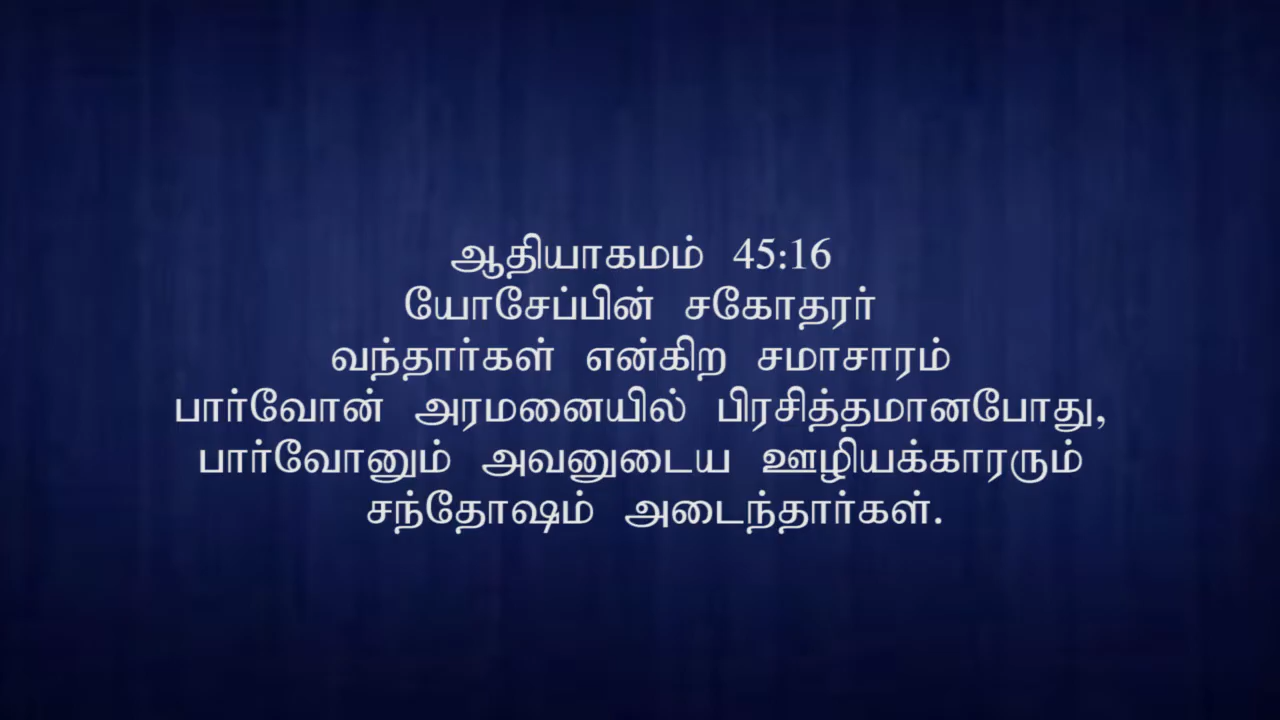 ஆதியாகமம் 45:16
யோசேப்பின் சகோதரர்
வந்தார்கள் என்கிற சமாசாரம்
பார்வோன் அரமனையில் பிரசித்தமானபோது,
பார்வோனும் அவனுடைய ஊழியக்காரரும்
சந்தோஷம் அடைந்தார்கள்.